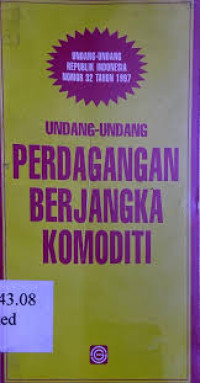 UNDANG-UNDANG
REPUBLIK INDONESIA
NOMOR 32 TAHUN 1997
UNDANG-UNDANG
PERDAGANGAN
BERJANGKA
KOMODITI
43.08
ed